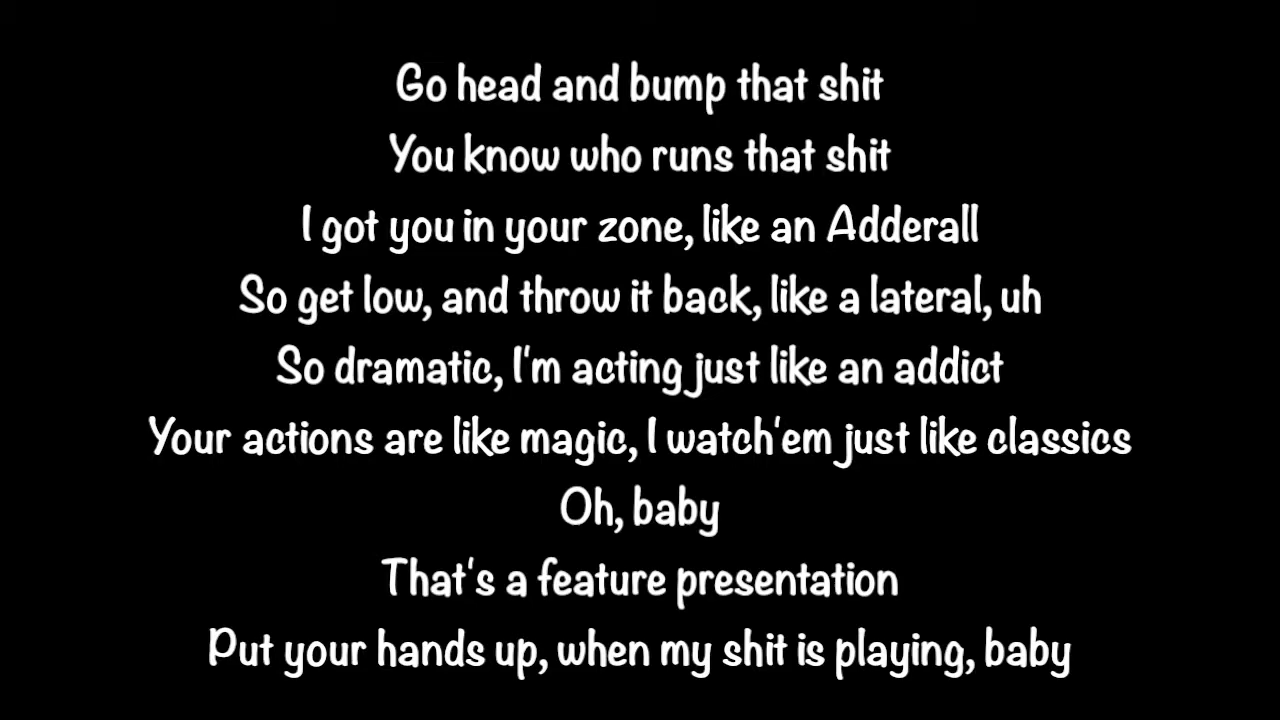 Go head and bump that shit
You know who runs that shit
I got you in your zone, like an Adderall
So get low, and throw it back, like a lateral, uh
So dramatic, I'm acting just like an addict
Your actions are like magic, I watch'em just like classics
Oh, baby
That's a feature presentation
Put your hands up, when my shit is playing, baby